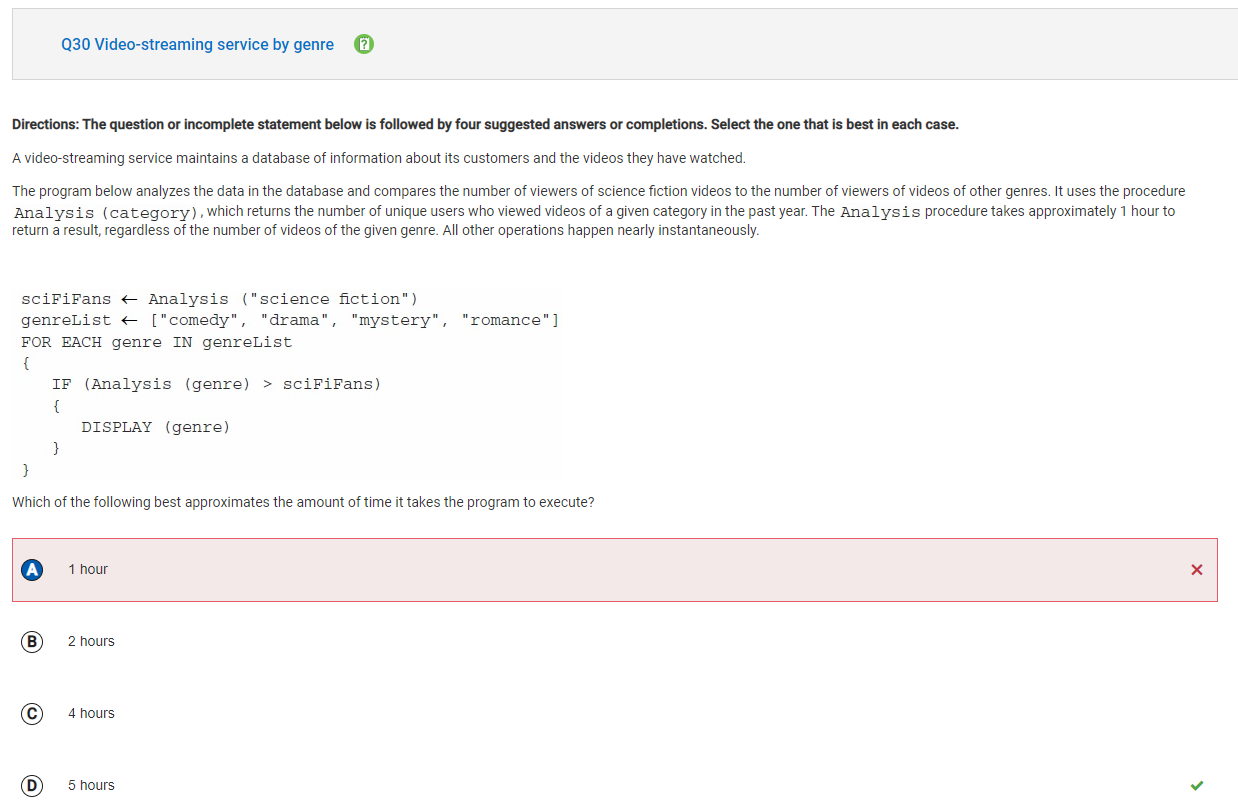 Q30 Video-streaming service by genre ?
Directions: The question or incomplete statement below is followed by four suggested answers or completions. Select the one that is best in each case.
A video-streaming service maintains a database of information about its customers and the videos they have watched.
The program below analyzes the data in the database and compares the number of viewers of science fiction videos to the number of viewers of videos of other genres. It uses the procedure
Analysis (category), which returns the number of unique users who viewed videos of a given category in the past year. The Analysis procedure takes approximately 1 hour to
return a result, regardless of the number of videos of the given genre. All other operations happen nearly instantaneously.
sciFiFans ← Analysis ("science fiction")
genreList ← ["comedy", "drama", "mystery", "romance"]
FOR EACH genre IN genreList
{
IF (Analysis (genre) > sciFiFans)
{
DISPLAY (genre)
}
}
Which of the following best approximates the amount of time it takes the program to execute?
A 1 hour
B 2 hours
C 4 hours
D 5 hours